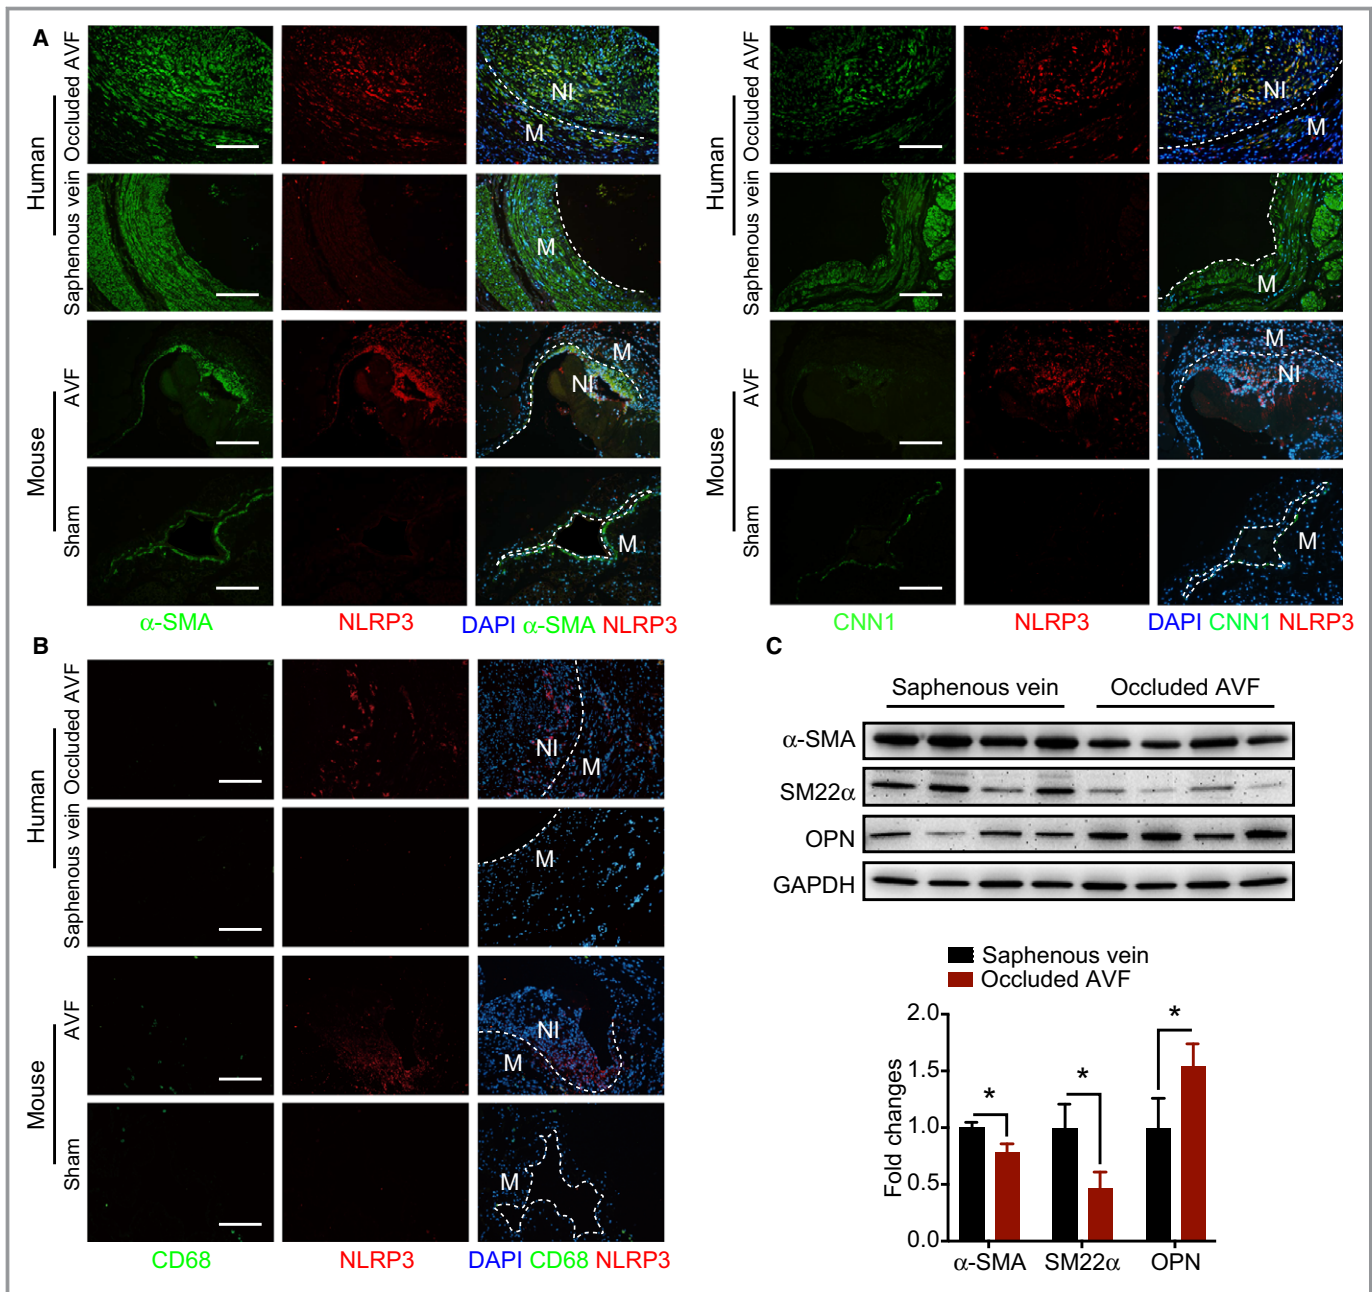 A
Human
Occluded AVF
NI
M
NI
M
Saphenous vein
M
M
Mouse
AVF
M
NI
M
NI
Sham
M
M
α-SMA NLRP3 DAPI α-SMA NLRP3
Human
Occluded AVF
Saphenous vein
Mouse
AVF
Sham
CNN1 NLRP3 DAPI CNN1 NLRP3
B
Human
Occluded AVF
NI
M
Saphenous vein
M
Mouse
AVF
NI
M
Sham
M
CD68 NLRP3 DAPI CD68 NLRP3
C
Saphenous vein Occluded AVF
α-SMA
SM22α
OPN
GAPDH
Saphenous vein
Occluded AVF
Fold changes
2.0
1.5
1.0
0.5
0.0
* * *
α-SMA SM22α OPN